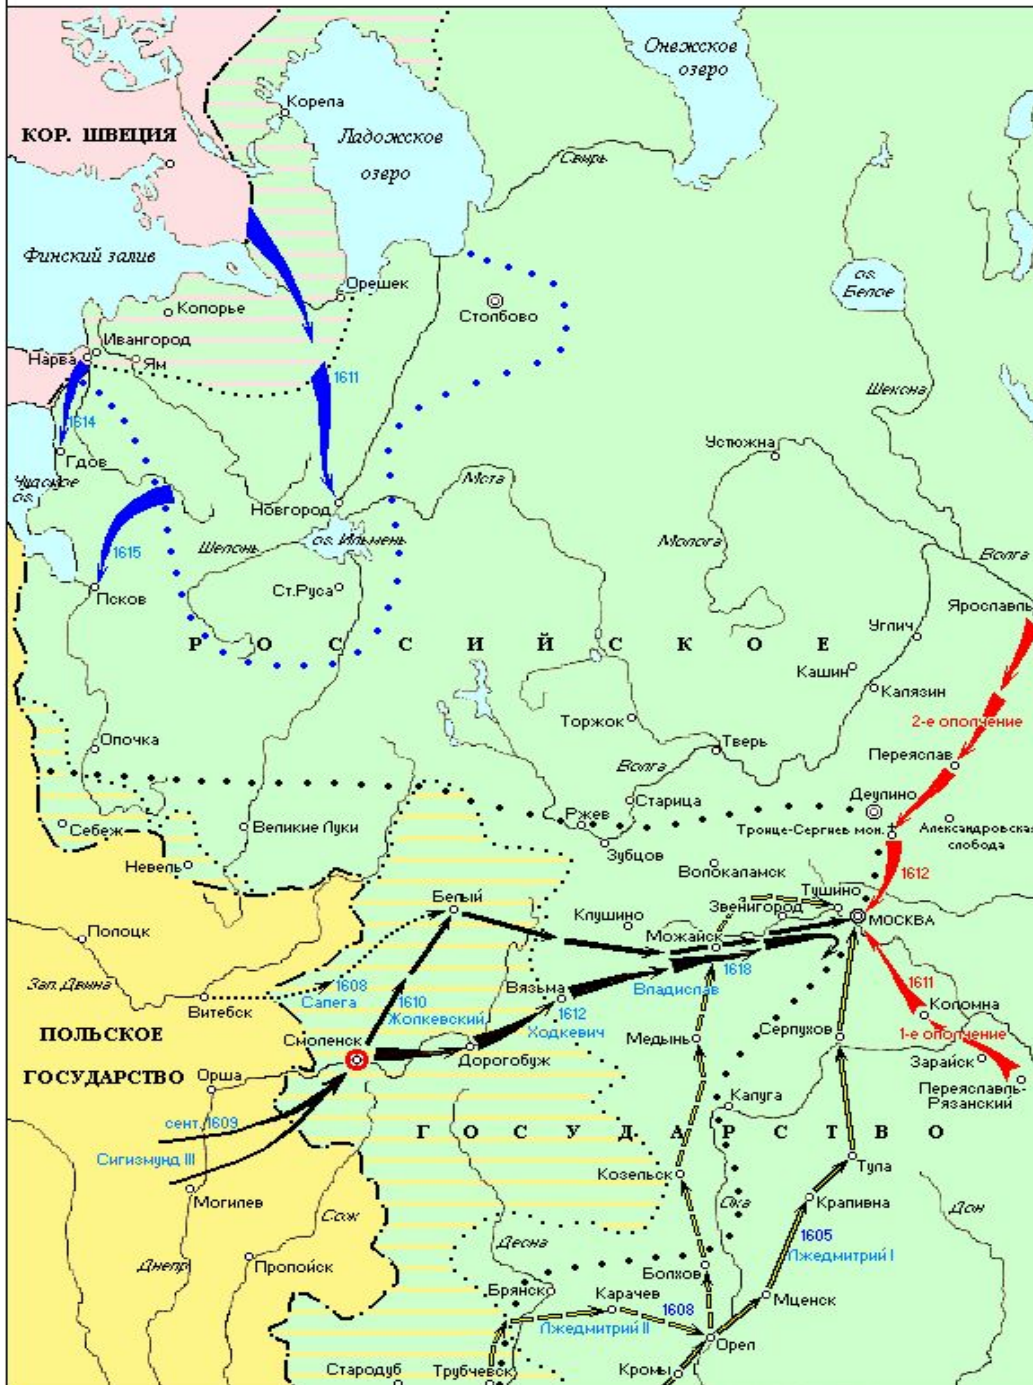 Онежское
озеро
Корела
КОР. ШВЕЦИЯ
Ладожское
озеро
Свирь
Финский залив
оз.
Белое
Орешек
Копорье
Столбово
Ивангород
Нарва
Ям
1611
Шексна
1614
Гдов
Устюжна
Чудское
оз.
Мста
Новгород
оз. Ильмень
Молога
Шелонь
1615
Волга
Псков
Ст.Руса
Ярославль
Углич
РОССИЙСКОЕ
Кашин
Калязин
2-е ополчение
Торжок
Опочка
Тверь
Переяслав
Волга
Деулино
Старица
Ржев
Себеж
Великие Луки
Троице-Сергиев мон.
Александровская
слобода
Зубцов
Невель
Волоколамск
1612
Тушино
Белый
Звенигород
Клушино
МОСКВА
Полоцк
Можайск
1618
Зап.Двина
1608
Сапега
1610
Жолкевский
Вязьма
Владислав
1611
Витебск
1612
Ходкевич
Коломна
ПОЛЬСКОЕ
Смоленск
Медынь
Серпухов
1-е ополчение
Дорогобуж
Зарайск
ГОСУДАРСТВО
Орша
Переяславль-
Рязанский
Калуга
сент. 1609
ГОСУДАРСТВО
Сигизмунд III
Тула
Козельск
Могилев
Крапивна
Сож
Ока
Дон
Десна
1605
Лжедмитрий I
Днепр
Пропойск
Болхов
Брянск
Карачев
Мценск
1608
Лжедмитрий II
Орел
Стародуб
Трубчевск
Кромы